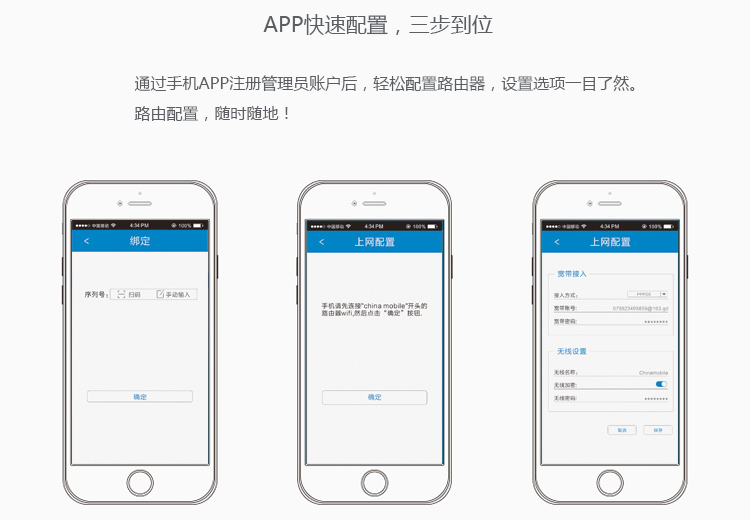 APP快速配置，三步到位
通过手机APP注册管理员账户后，轻松配置路由器，设置选项一目了然。
路由配置，随时随地！
中国移动 4:34 PM 100%
< 绑定
序列号： 扫码 手动输入
确定
中国移动 4:34 PM 100%
< 上网配置
手机请先连接"china mobile"开头的
路由器wifi,然后点击“确定”按钮.
确定
中国移动 4:34 PM 100%
< 上网配置
宽带接入
接入方式： PPPOE
宽带账号：
宽带密码： ********
无线设置
无线名称： Chinamobile
无线加密：
无线密码： ********
取消 保存